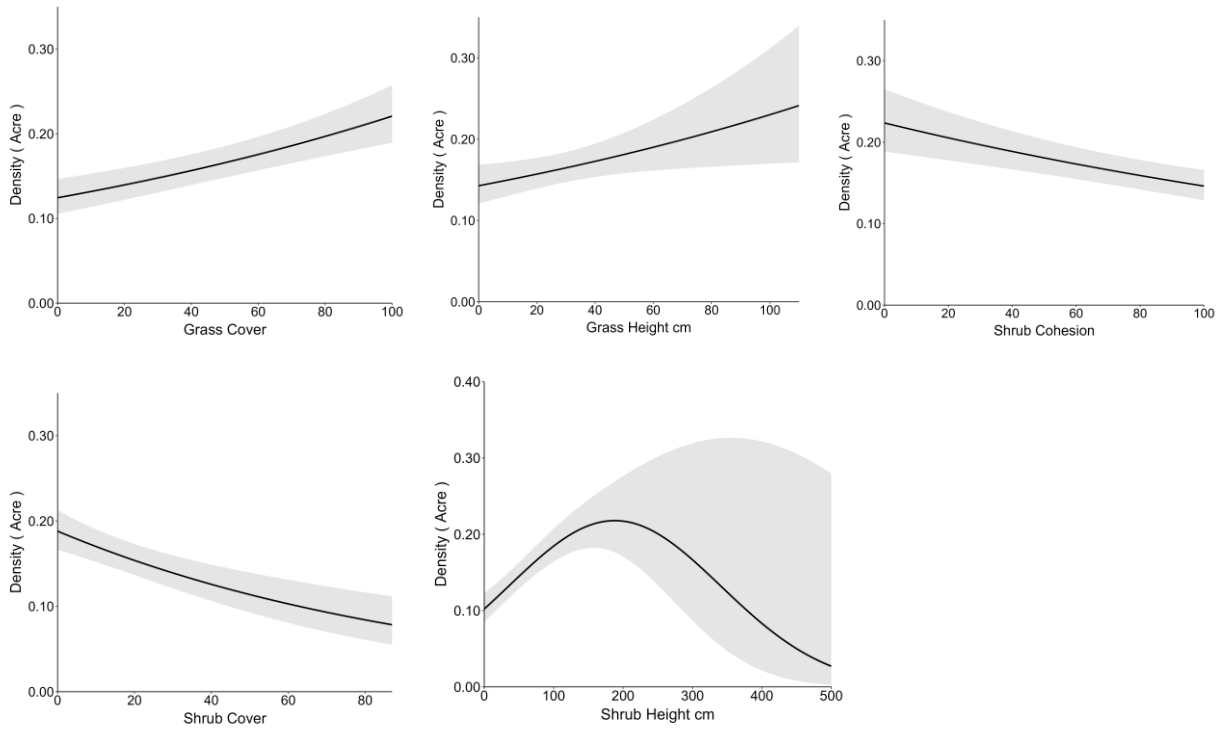 0.30
0.20
0.10
0.00
Density ( Acre )
0 20 40 60 80 100
Grass Cover
0.30
0.20
0.10
0.00
Density ( Acre )
0 20 40 60 80 100
Grass Height cm
0.30
0.20
0.10
0.00
Density ( Acre )
0 20 40 60 80 100
Shrub Cohesion
0.30
0.20
0.10
0.00
Density ( Acre )
0 20 40 60 80
Shrub Cover
0.40
0.30
0.20
0.10
0.00
Density ( Acre )
0 100 200 300 400 500
Shrub Height cm